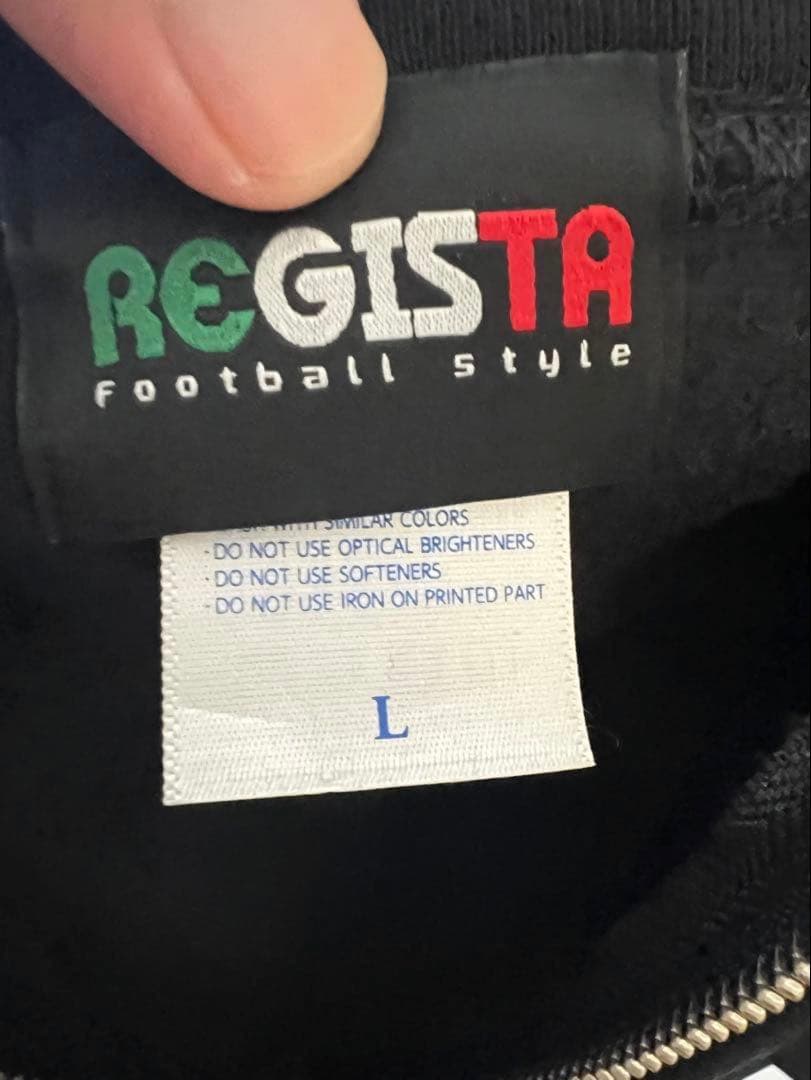 REGISTA
Football style
WITH SIMILAR COLORS
·DO NOT USE OPTICAL BRIGHTENERS
·DO NOT USE SOFTENERS
·DO NOT USE IRON ON PRINTED PART
L